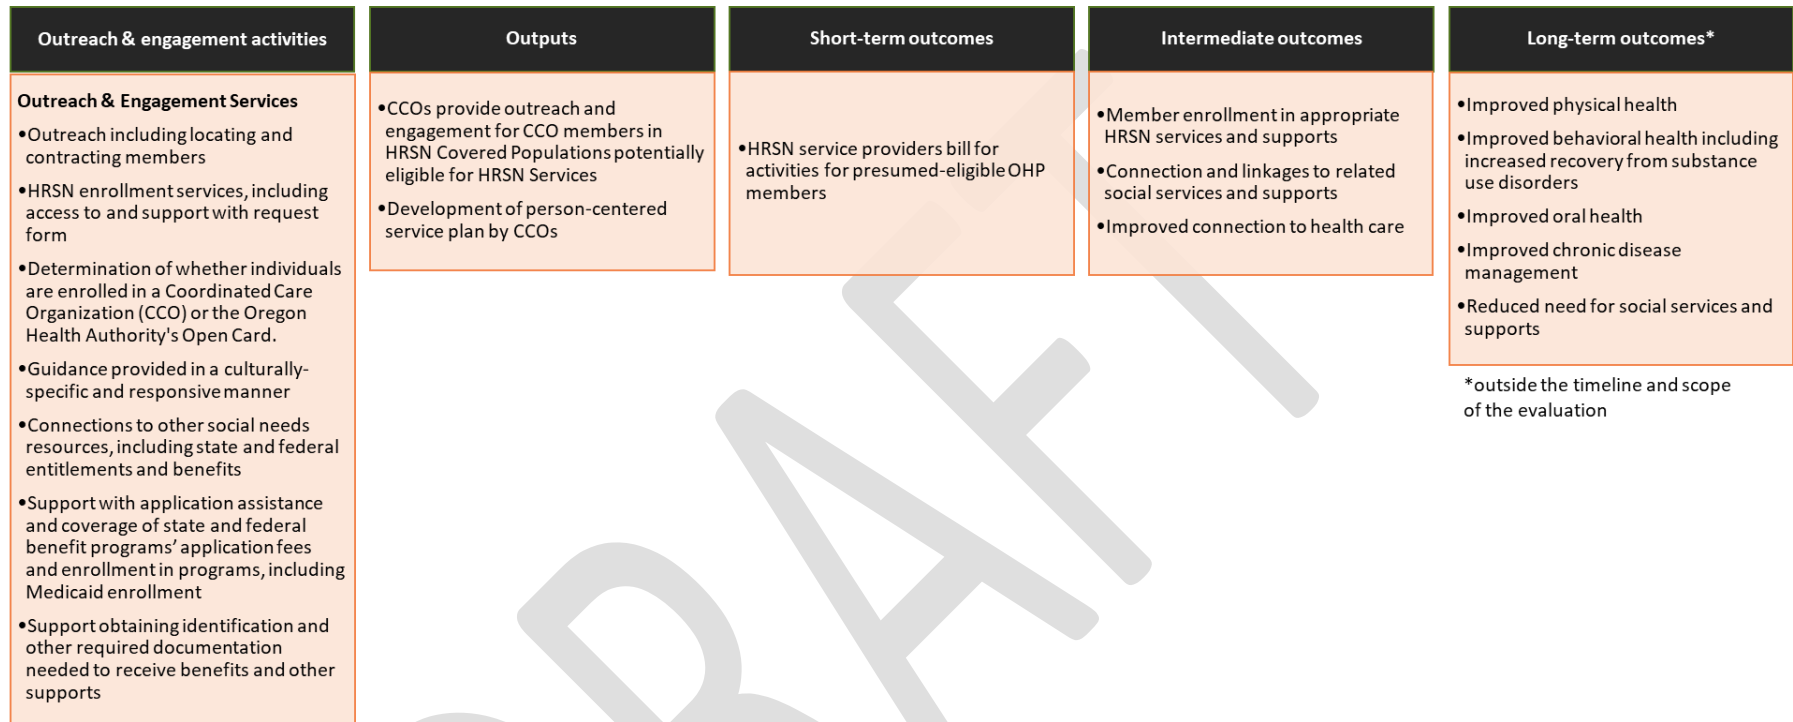 Outreach & engagement activities
Outreach & Engagement Services
•Outreach including locating and
contracting members
•HRSN enrollment services, including
access to and support with request
form
•Determination of whether individuals
are enrolled in a Coordinated Care
Organization (CCO) or the Oregon
Health Authority's Open Card.
•Guidance provided in a culturally-
specific and responsive manner
•Connections to other social needs
resources, including state and federal
entitlements and benefits
•Support with application assistance
and coverage of state and federal
benefit programs’ application fees
and enrollment in programs, including
Medicaid enrollment
•Support obtaining identification and
other required documentation
needed to receive benefits and other
supports
Outputs
•CCOs provide outreach and
engagement for CCO members in
HRSN Covered Populations potentially
eligible for HRSN Services
•Development of person-centered
service plan by CCOs
Short-term outcomes
•HRSN service providers bill for
activities for presumed-eligible OHP
members
Intermediate outcomes
•Member enrollment in appropriate
HRSN services and supports
•Connection and linkages to related
social services and supports
•Improved connection to health care
Long-term outcomes*
•Improved physical health
•Improved behavioral health including
increased recovery from substance
use disorders
•Improved oral health
•Improved chronic disease
management
•Reduced need for social services and
supports
*outside the timeline and scope
of the evaluation
DRAFT